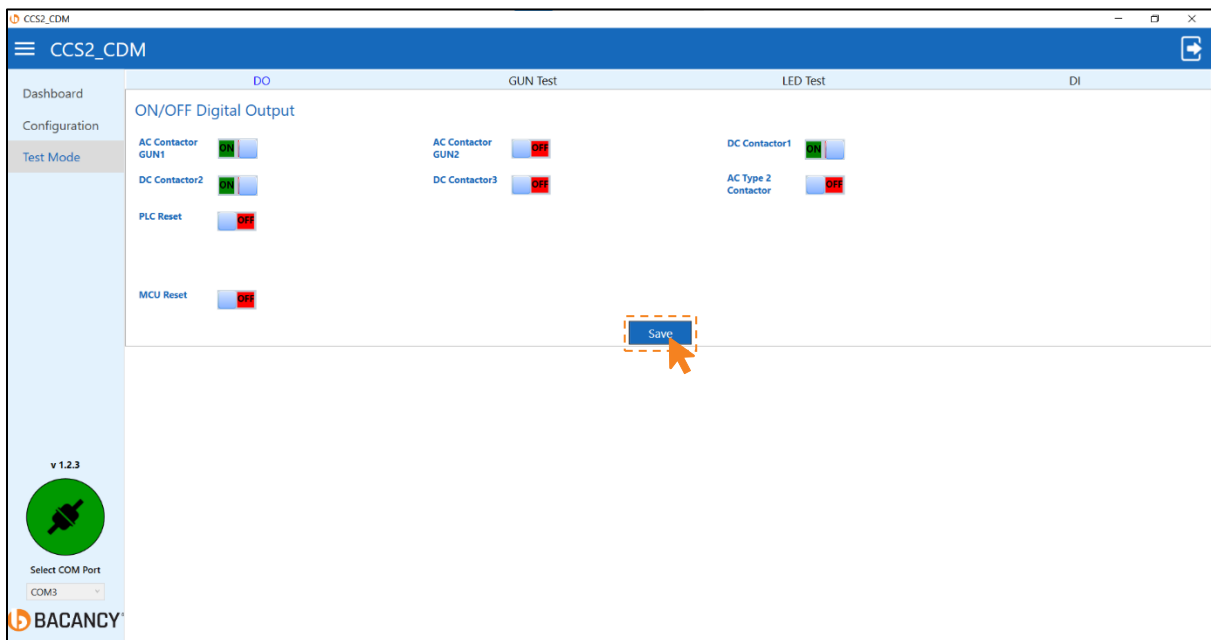 CCS2_CDM
CCS2_CDM
Dashboard
Configuration
Test Mode
DO
GUN Test
LED Test
DI
ON/OFF Digital Output
AC Contactor
GUN1
ON
AC Contactor
GUN2
OFF
DC Contactor1
ON
DC Contactor2
ON
DC Contactor3
OFF
AC Type 2
Contactor
OFF
PLC Reset
OFF
MCU Reset
OFF
Save
v 1.2.3
Select COM Port
COM3
BACANCY